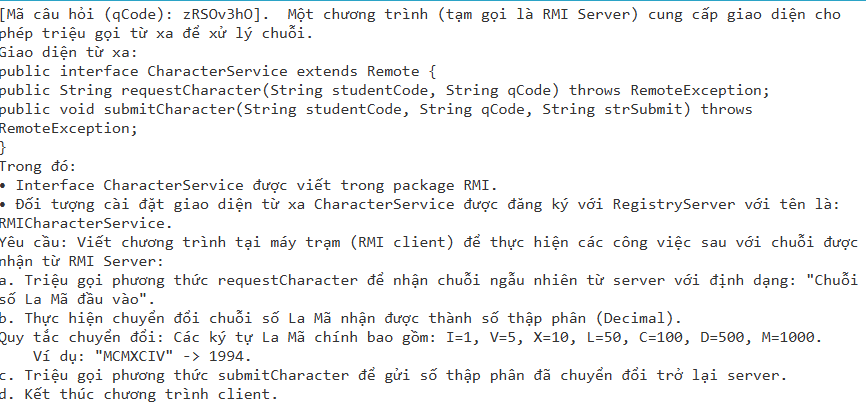 [Mã câu hỏi (qCode): zRSOv3hO].  Một chương trình (tạm gọi là RMI Server) cung cấp giao diện cho
phép triệu gọi từ xa để xử lý chuỗi.
Giao diện từ xa:
public interface CharacterService extends Remote {
public String requestCharacter(String studentCode, String qCode) throws RemoteException;
public void submitCharacter(String studentCode, String qCode, String strSubmit) throws
RemoteException;
}
Trong đó:
• Interface CharacterService được viết trong package RMI.
• Đối tượng cài đặt giao diện từ xa CharacterService được đăng ký với RegistryServer với tên là:
RMICharacterService.
Yêu cầu: Viết chương trình tại máy trạm (RMI client) để thực hiện các công việc sau với chuỗi được
nhận từ RMI Server:
a. Triệu gọi phương thức requestCharacter để nhận chuỗi ngẫu nhiên từ server với định dạng: "Chuỗi
số La Mã đầu vào".
b. Thực hiện chuyển đổi chuỗi số La Mã nhận được thành số thập phân (Decimal).
Quy tắc chuyển đổi: Các ký tự La Mã chính bao gồm: I=1, V=5, X=10, L=50, C=100, D=500, M=1000.
Ví dụ: "MCMXCIV" -> 1994.
c. Triệu gọi phương thức submitCharacter để gửi số thập phân đã chuyển đổi trở lại server.
d. Kết thúc chương trình client.